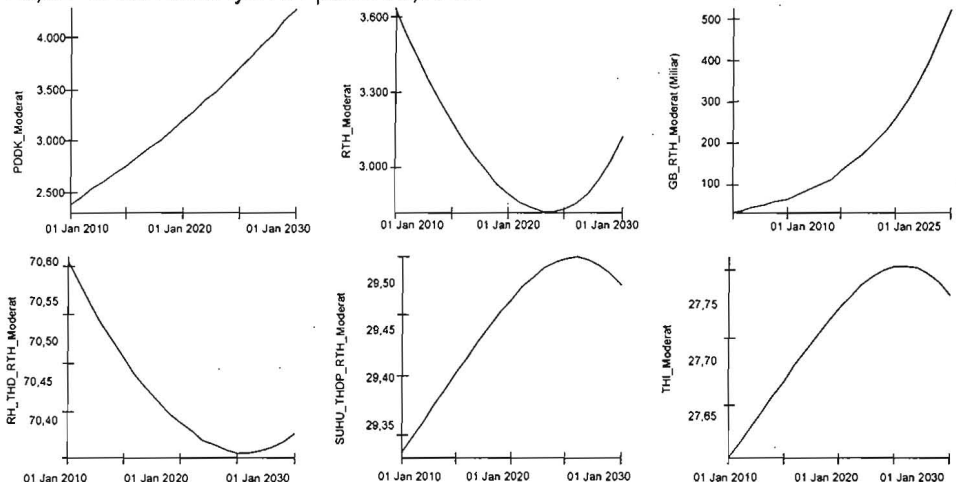 4.000
3.500
3.000
2.500
PDDK_Moderat
01 Jan 2010
01 Jan 2020
01 Jan 2030
3.600
3.300
3.000
RTH_Moderat
01 Jan 2010
01 Jan 2020
01 Jan 2030
500
400
300
200
100
GB_RTH_Moderat (Miliar)
01 Jan 2010
01 Jan 2025
70,60
70,55
70,50
70,45
70,40
RH_THD_RTH_Moderat
01 Jan 2010
01 Jan 2020
01 Jan 2030
29,50
29,45
29,40
29,35
SUHU_THDP_RTH_Moderat
01 Jan 2010
01 Jan 2020
01 Jan 2030
27,75
27,70
27,65
THI_Moderat
01 Jan 2010
01 Jan 2020
01 Jan 2030